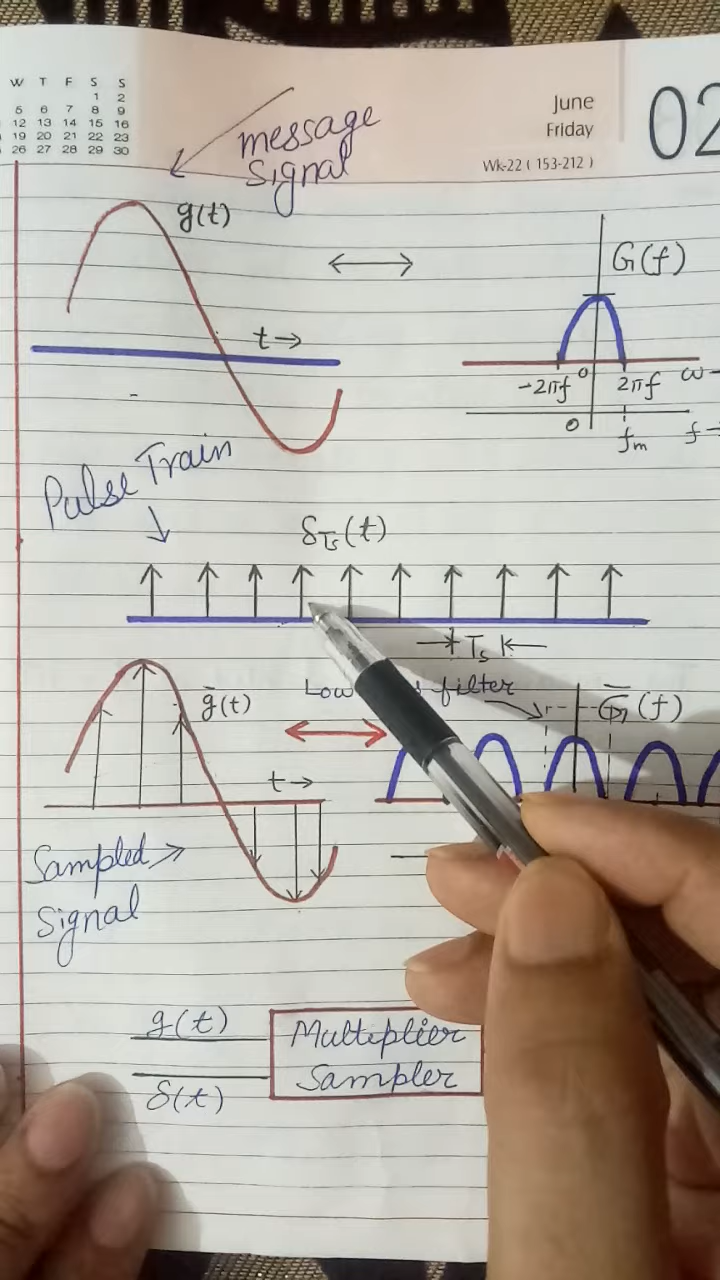 W T F S S
1 2
5 6 7 8 9
12 13 14 15 16
19 20 21 22 23
26 27 28 29 30
June
Friday
Wk-22 ( 153-212 )
02
message
Signal
g(t)
G(f)
t→
-2πf 0 2πf ω
0
fm f→
Pulse Train
δTs(t)
Ts
Low filter
ḡ(t)
Ḡ(f)
t→
Sampled
Signal
g(t)
δ(t)
Multiplier
Sampler